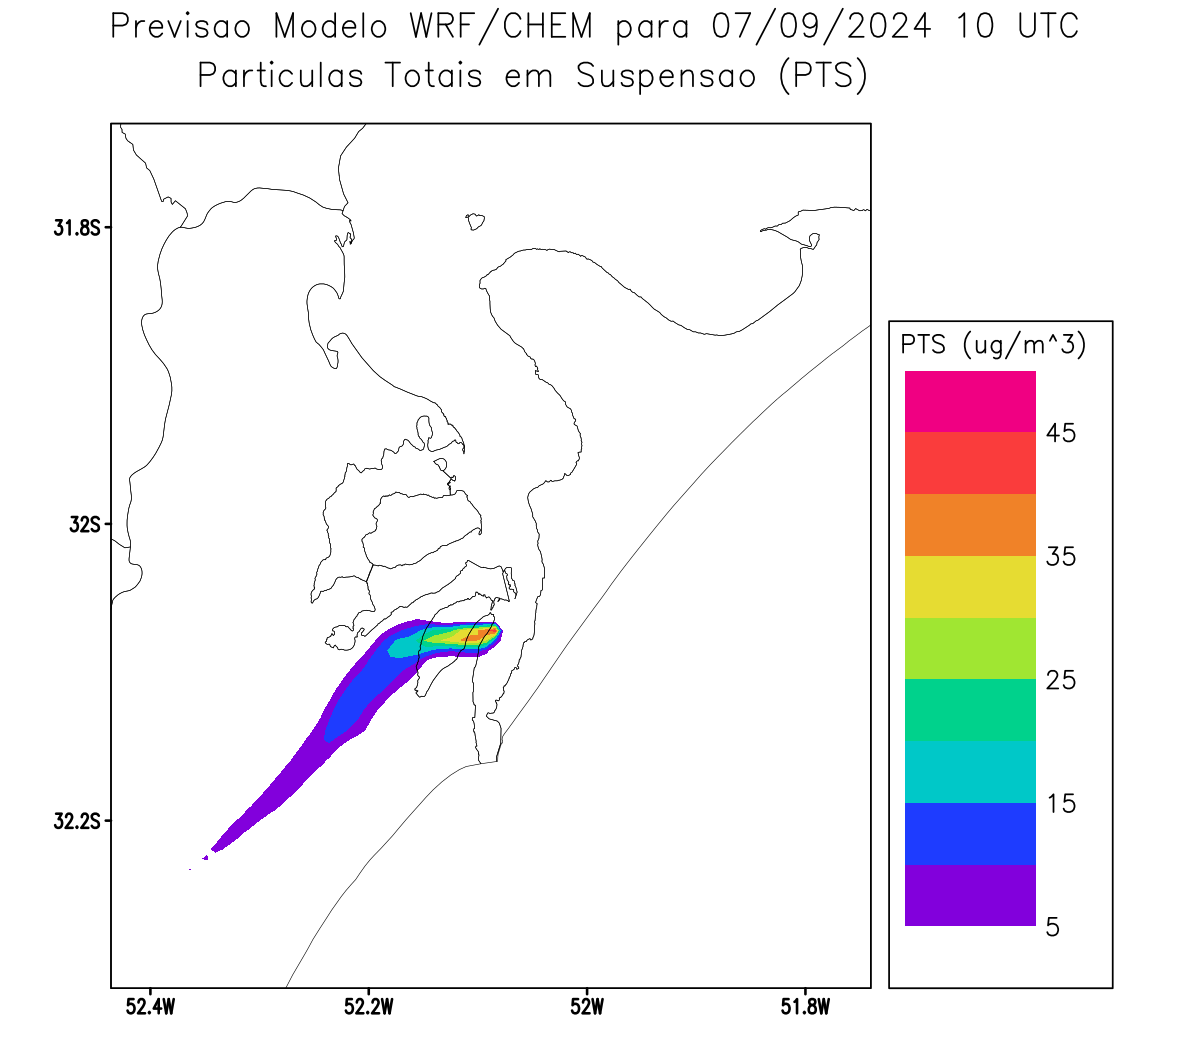 Previsao Modelo WRF/CHEM para 07/09/2024 10 UTC
Particulas Totais em Suspensao (PTS)
31.8S
32S
32.2S
52.4W
52.2W
52W
51.8W
PTS (ug/m^3)
45
35
25
15
5